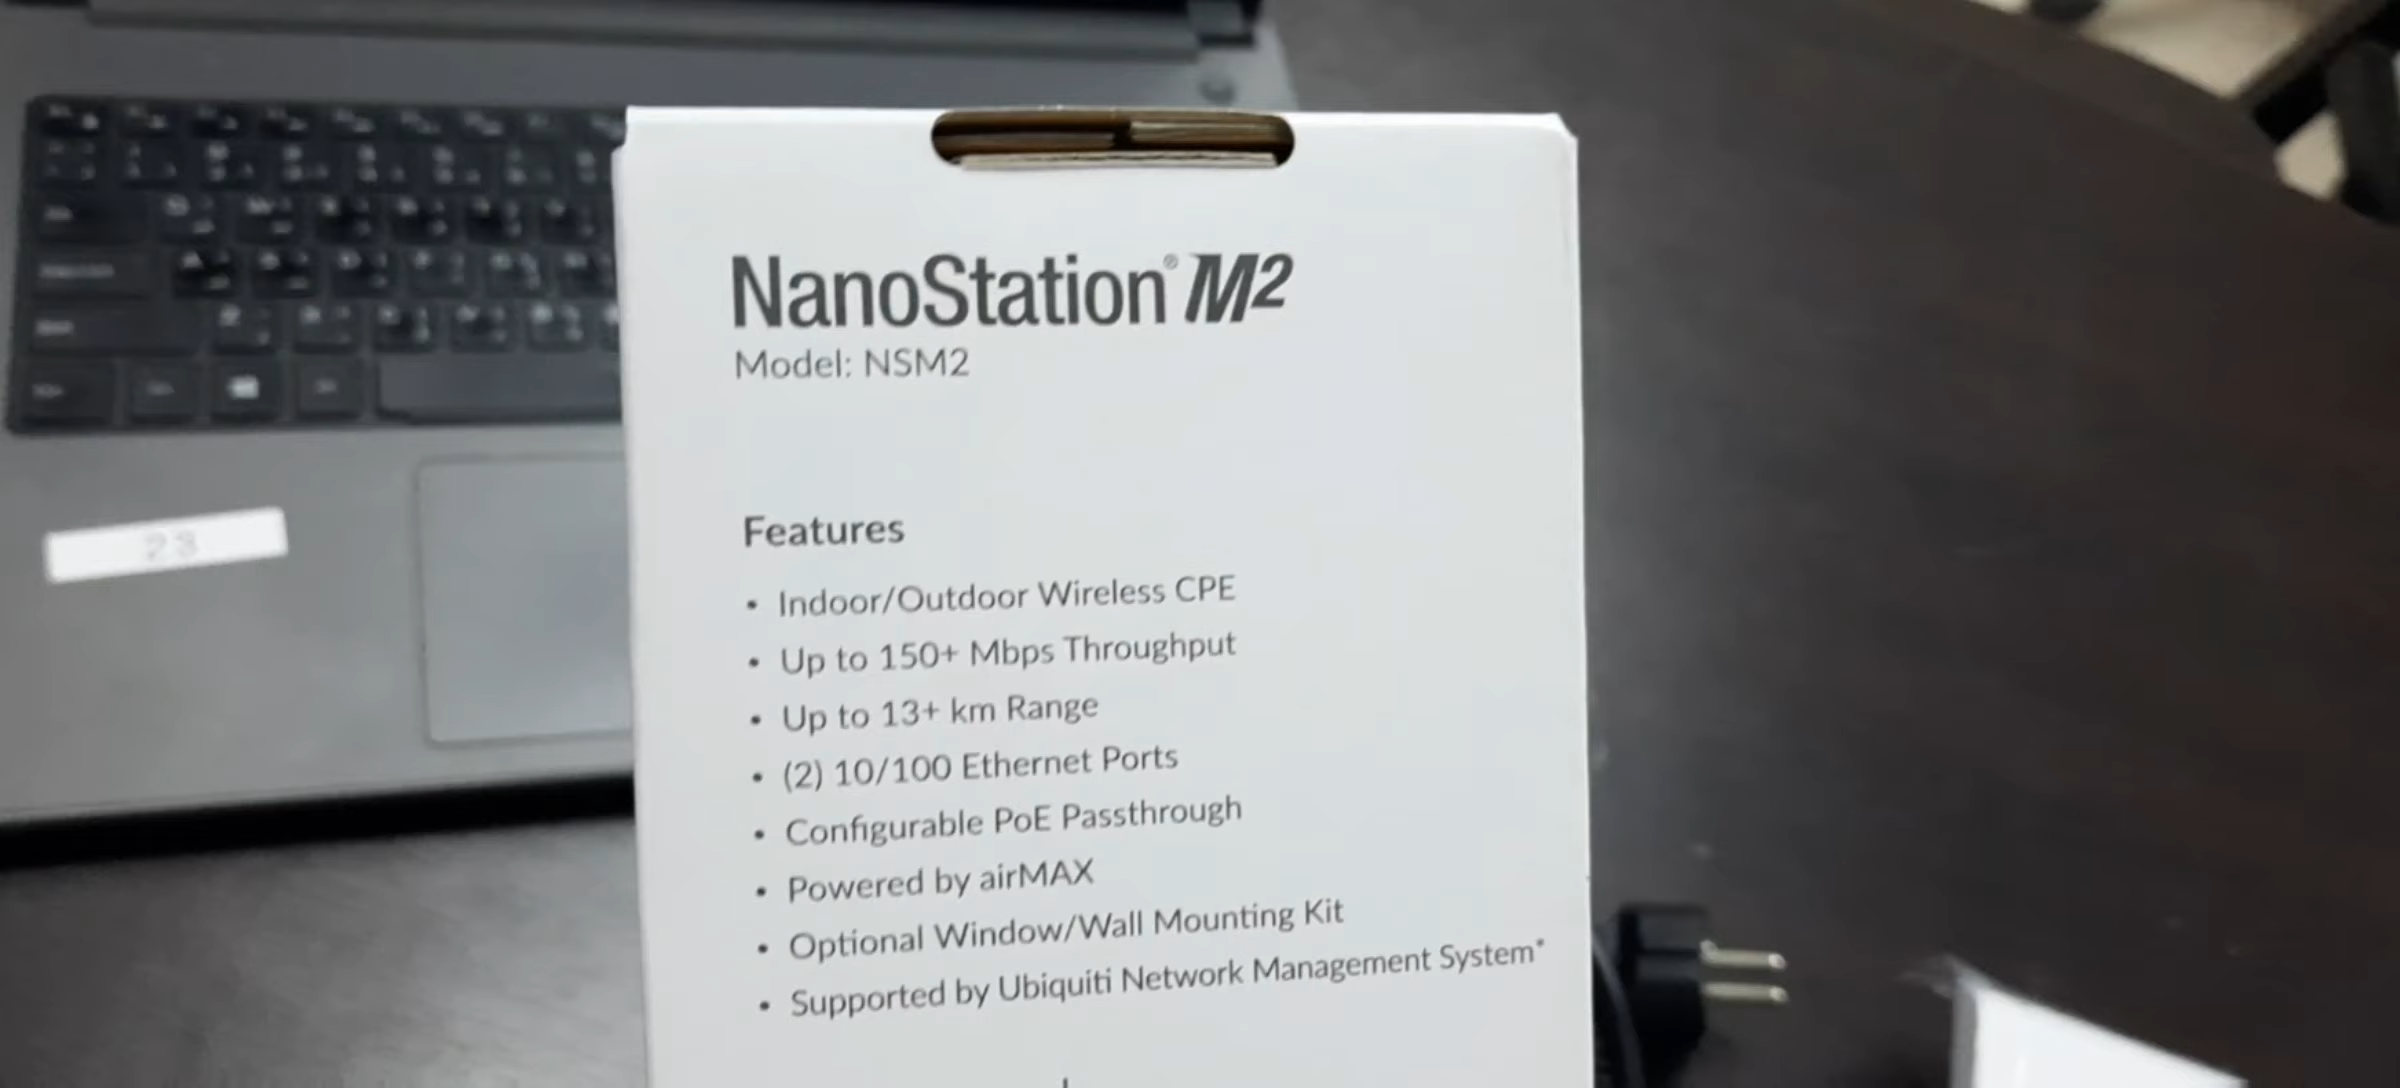 NanoStation® M2
Model: NSM2
Features
• Indoor/Outdoor Wireless CPE
• Up to 150+ Mbps Throughput
• Up to 13+ km Range
• (2) 10/100 Ethernet Ports
• Configurable PoE Passthrough
• Powered by airMAX
• Optional Window/Wall Mounting Kit
• Supported by Ubiquiti Network Management System*
23